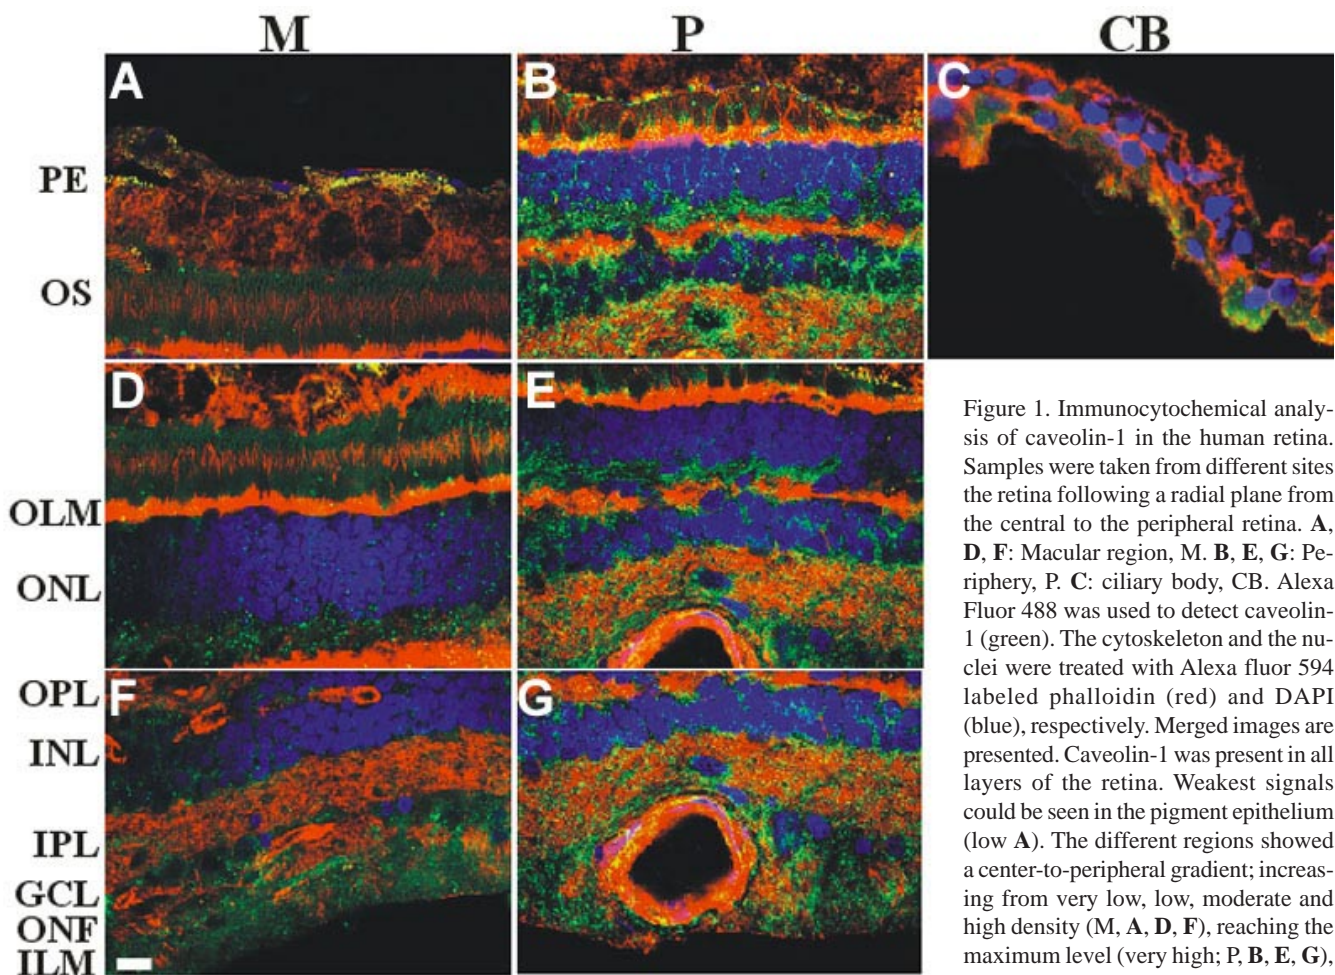 M P CB
A B C
PE
OS
D E
OLM
ONL
F G
OPL
INL
IPL
GCL
ONF
ILM
Figure 1. Immunocytochemical analy-
sis of caveolin-1 in the human retina.
Samples were taken from different sites
the retina following a radial plane from
the central to the peripheral retina. A,
D, F: Macular region, M. B, E, G: Pe-
riphery, P. C: ciliary body, CB. Alexa
Fluor 488 was used to detect caveolin-
1 (green). The cytoskeleton and the nu-
clei were treated with Alexa fluor 594
labeled phalloidin (red) and DAPI
(blue), respectively. Merged images are
presented. Caveolin-1 was present in all
layers of the retina. Weakest signals
could be seen in the pigment epithelium
(low A). The different regions showed
a center-to-peripheral gradient; increas-
ing from very low, low, moderate and
high density (M, A, D, F), reaching the
maximum level (very high; P, B, E, G),